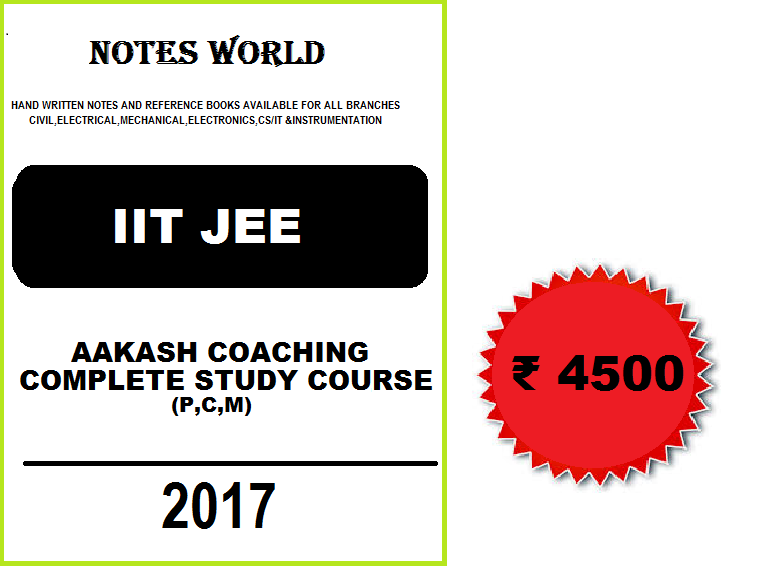 NOTES WORLD
HAND WRITTEN NOTES AND REFERENCE BOOKS AVAILABLE FOR ALL BRANCHES
CIVIL,ELECTRICAL,MECHANICAL,ELECTRONICS,CS/IT &INSTRUMENTATION
IIT JEE
AAKASH COACHING
COMPLETE STUDY COURSE
(P,C,M)
2017
₹ 4500